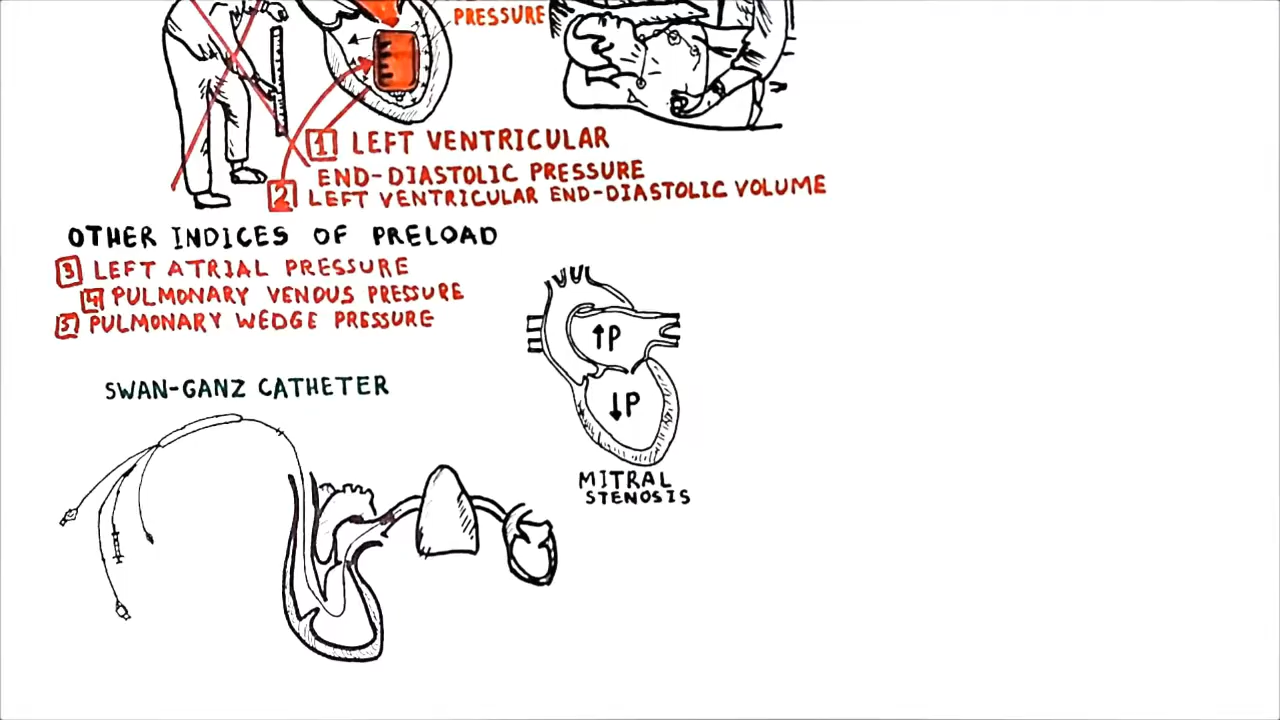 PRESSURE
1 LEFT VENTRICULAR
END-DIASTOLIC PRESSURE
2 LEFT VENTRICULAR END-DIASTOLIC VOLUME
OTHER INDICES OF PRELOAD
3 LEFT ATRIAL PRESSURE
4 PULMONARY VENOUS PRESSURE
5 PULMONARY WEDGE PRESSURE
↑P
↓P
SWAN-GANZ CATHETER
MITRAL
STENOSIS